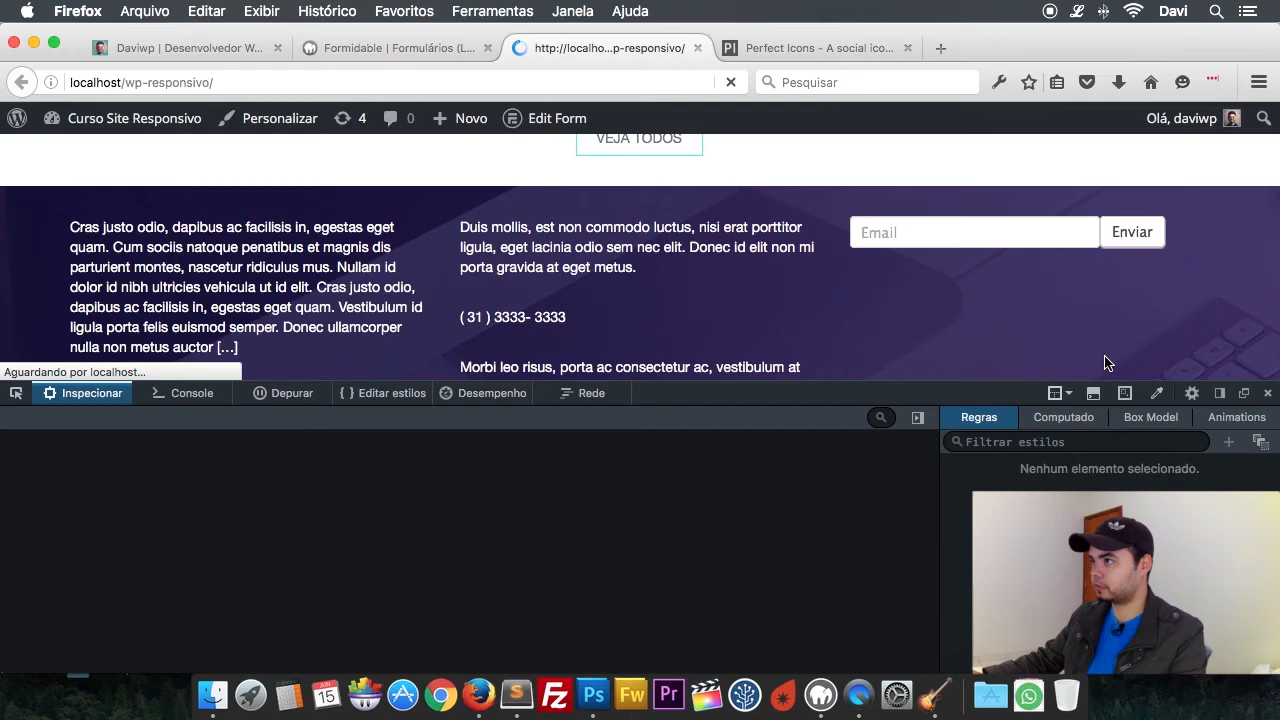 Firefox Arquivo Editar Exibir Histórico Favoritos Ferramentas Janela Ajuda Davi
Daviwp | Desenvolvedor W... Formidable | Formulários (L... http://localho...p-responsivo/ Perfect Icons - A social ico...
localhost/wp-responsivo/ Pesquisar
Curso Site Responsivo Personalizar 4 0 Novo Edit Form Olá, daviwp
VEJA TODOS
Cras justo odio, dapibus ac facilisis in, egestas eget
quam. Cum sociis natoque penatibus et magnis dis
parturient montes, nascetur ridiculus mus. Nullam id
dolor id nibh ultricies vehicula ut id elit. Cras justo odio,
dapibus ac facilisis in, egestas eget quam. Vestibulum id
ligula porta felis euismod semper. Donec ullamcorper
nulla non metus auctor [...]
Duis mollis, est non commodo luctus, nisi erat porttitor
ligula, eget lacinia odio sem nec elit. Donec id elit non mi
porta gravida at eget metus.
( 31 ) 3333- 3333
Morbi leo risus, porta ac consectetur ac, vestibulum at
Email Enviar
Aguardando por localhost...
Inspecionar Console Depurar Editar estilos Desempenho Rede
Regras Computado Box Model Animations
Filtrar estilos
Nenhum elemento selecionado.
JUN
15
Fz Ps Fw Pr